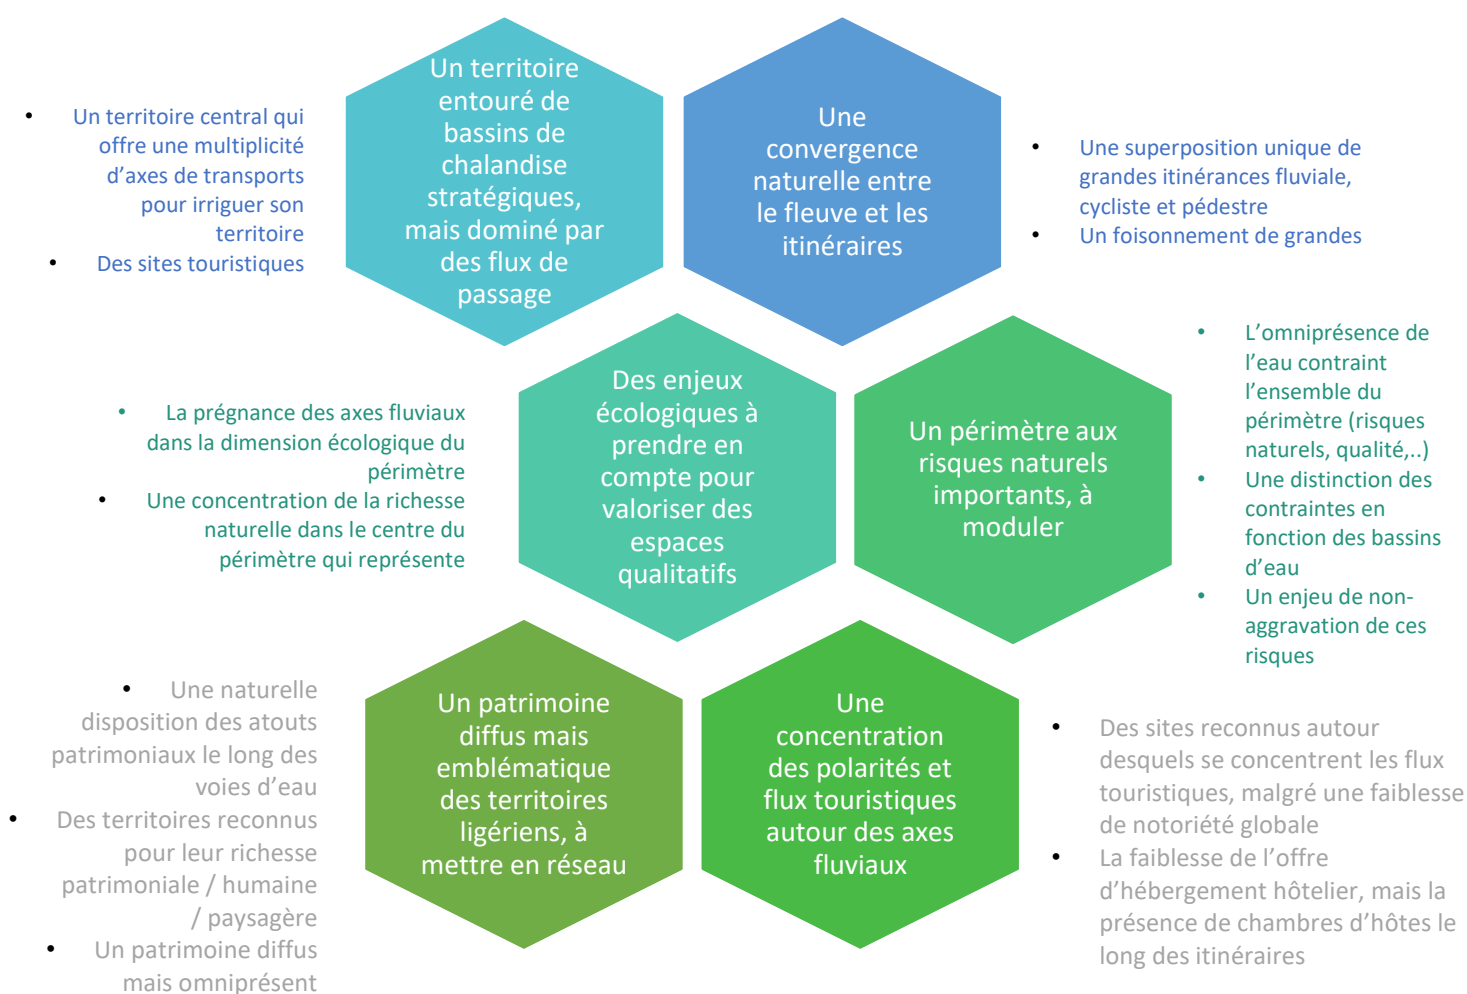 Un territoire
entouré de
bassins de
chalandise
stratégiques,
mais dominé par
des flux de
passage
• Un territoire central qui
offre une multiplicité
d’axes de transports
pour irriguer son
territoire
• Des sites touristiques
Une
convergence
naturelle entre
le fleuve et les
itinéraires
• Une superposition unique de
grandes itinérances fluviale,
cycliste et pédestre
• Un foisonnement de grandes
Des enjeux
écologiques à
prendre en
compte pour
valoriser des
espaces
qualitatifs
• La prégnance des axes fluviaux
dans la dimension écologique du
périmètre
• Une concentration de la richesse
naturelle dans le centre du
périmètre qui représente
Un périmètre aux
risques naturels
importants, à
moduler
• L’omniprésence de
l’eau contraint
l’ensemble du
périmètre (risques
naturels, qualité,..)
• Une distinction des
contraintes en
fonction des bassins
d’eau
• Un enjeu de non-
aggravation de ces
risques
Un patrimoine
diffus mais
emblématique
des territoires
ligériens, à
mettre en réseau
• Une naturelle
disposition des atouts
patrimoniaux le long des
voies d’eau
• Des territoires reconnus
pour leur richesse
patrimoniale / humaine
/ paysagère
• Un patrimoine diffus
mais omniprésent
Une
concentration
des polarités et
flux touristiques
autour des axes
fluviaux
• Des sites reconnus autour
desquels se concentrent les flux
touristiques, malgré une faiblesse
de notoriété globale
• La faiblesse de l’offre
d’hébergement hôtelier, mais la
présence de chambres d’hôtes le
long des itinéraires